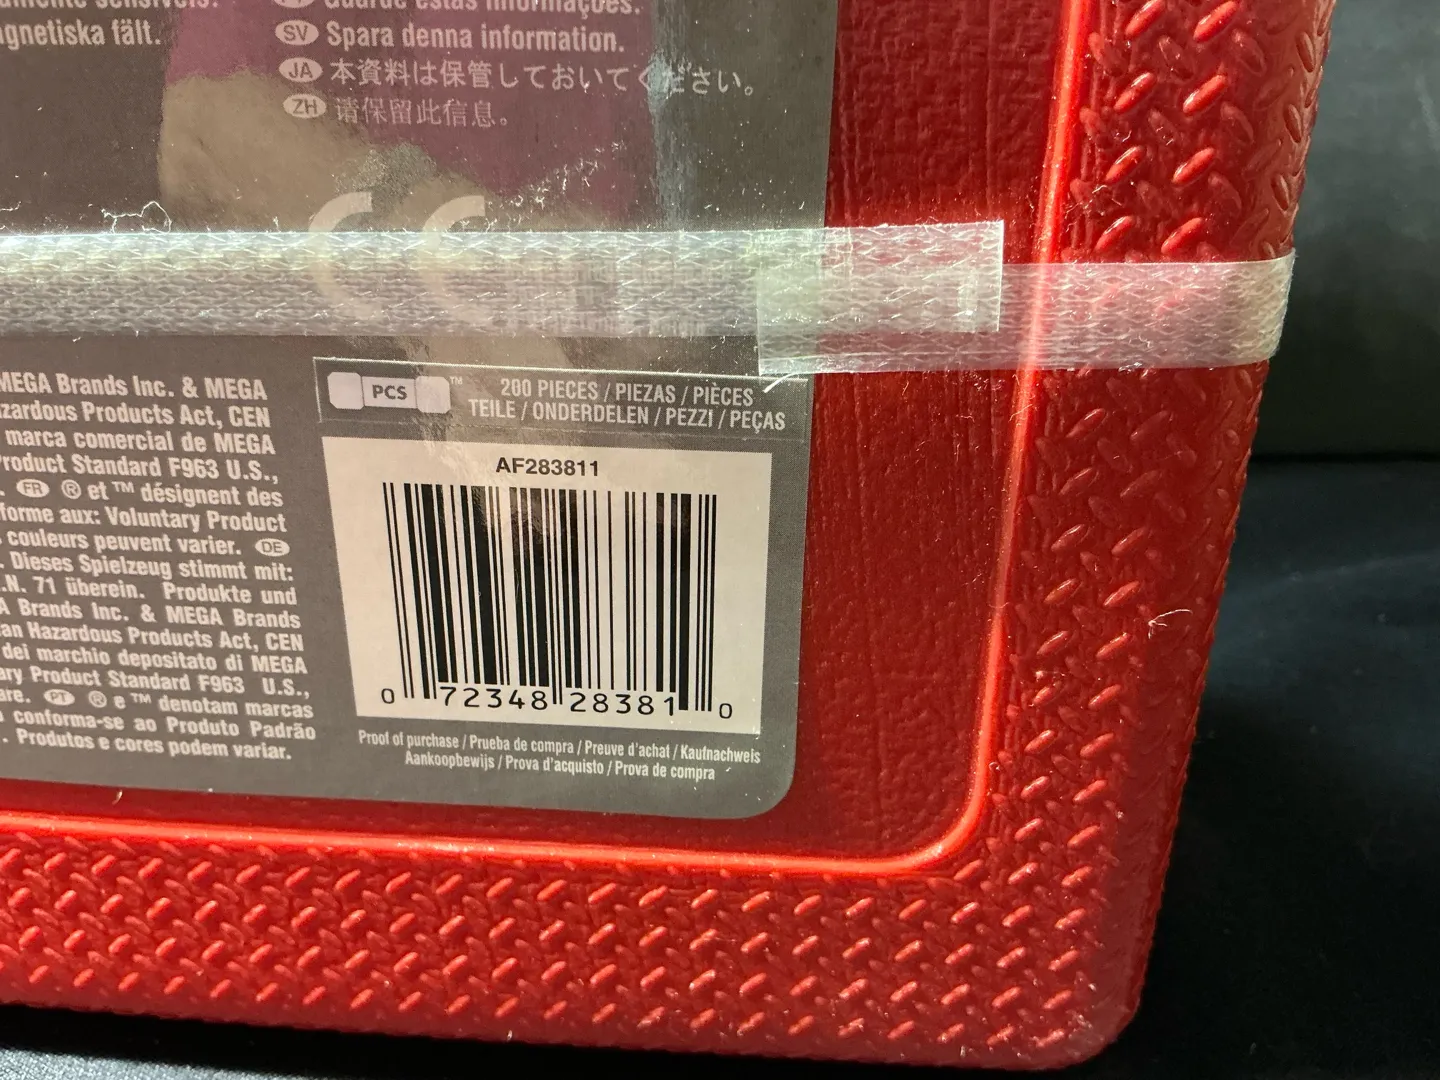 gnetiska fält.
Guarde estas informações.
SV Spara denna information.
JA 本資料は保管しておいてください。
ZH 请保留此信息。
CE
MEGA Brands Inc. & MEGA
Hazardous Products Act, CEN
marca comercial de MEGA
Product Standard F963 U.S.,
. FR ® et ™ désignent des
forme aux: Voluntary Product
couleurs peuvent varier. DE
. Dieses Spielzeug stimmt mit:
.N. 71 überein. Produkte und
A Brands Inc. & MEGA Brands
an Hazardous Products Act, CEN
dei marchio depositato di MEGA
ary Product Standard F963 U.S.,
are. PT ® e ™ denotam marcas
conforma-se ao Produto Padrão
. Produtos e cores podem variar.
PCS ™
200 PIECES / PIEZAS / PIÈCES
TEILE / ONDERDELEN / PEZZI / PEÇAS
AF283811
0 72348 28381 0
Proof of purchase / Prueba de compra / Preuve d'achat / Kaufnachweis
Aankoopbewijs / Prova d'acquisto / Prova de compra